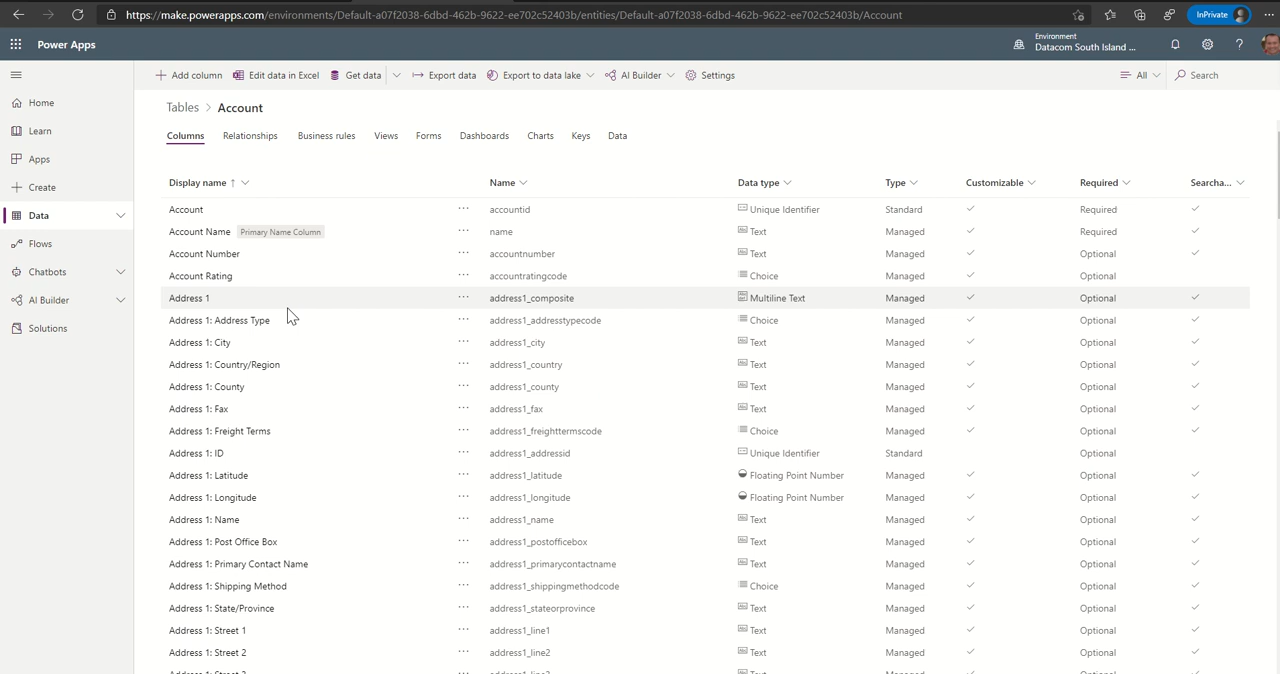 https://make.powerapps.com/environments/Default-a07f2038-6dbd-462b-9622-ee702c52403b/entities/Default-a07f2038-6dbd-462b-9622-ee702c52403b/Account
InPrivate
Power Apps
Environment
Datacom South Island ...
?
Add column Edit data in Excel Get data Export data Export to data lake AI Builder Settings All Search
Home
Learn
Apps
Create
Data
Flows
Chatbots
AI Builder
Solutions
Tables > Account
Columns Relationships Business rules Views Forms Dashboards Charts Keys Data
Display name ↑ Name Data type Type Customizable Required Searcha...
Account ... accountid Unique Identifier Standard ✓ Required ✓
Account Name Primary Name Column ... name Text Managed ✓ Required ✓
Account Number ... accountnumber Text Managed ✓ Optional ✓
Account Rating ... accountratingcode Choice Managed ✓ Optional
Address 1 ... address1_composite Multiline Text Managed ✓ Optional ✓
Address 1: Address Type ... address1_addresstypecode Choice Managed ✓ Optional ✓
Address 1: City ... address1_city Text Managed ✓ Optional ✓
Address 1: Country/Region ... address1_country Text Managed ✓ Optional ✓
Address 1: County ... address1_county Text Managed ✓ Optional ✓
Address 1: Fax ... address1_fax Text Managed ✓ Optional ✓
Address 1: Freight Terms ... address1_freighttermscode Choice Managed ✓ Optional ✓
Address 1: ID ... address1_addressid Unique Identifier Standard Optional
Address 1: Latitude ... address1_latitude Floating Point Number Managed ✓ Optional ✓
Address 1: Longitude ... address1_longitude Floating Point Number Managed ✓ Optional ✓
Address 1: Name ... address1_name Text Managed ✓ Optional ✓
Address 1: Post Office Box ... address1_postofficebox Text Managed ✓ Optional ✓
Address 1: Primary Contact Name ... address1_primarycontactname Text Managed ✓ Optional ✓
Address 1: Shipping Method ... address1_shippingmethodcode Choice Managed ✓ Optional ✓
Address 1: State/Province ... address1_stateorprovince Text Managed ✓ Optional ✓
Address 1: Street 1 ... address1_line1 Text Managed ✓ Optional ✓
Address 1: Street 2 ... address1_line2 Text Managed ✓ Optional ✓